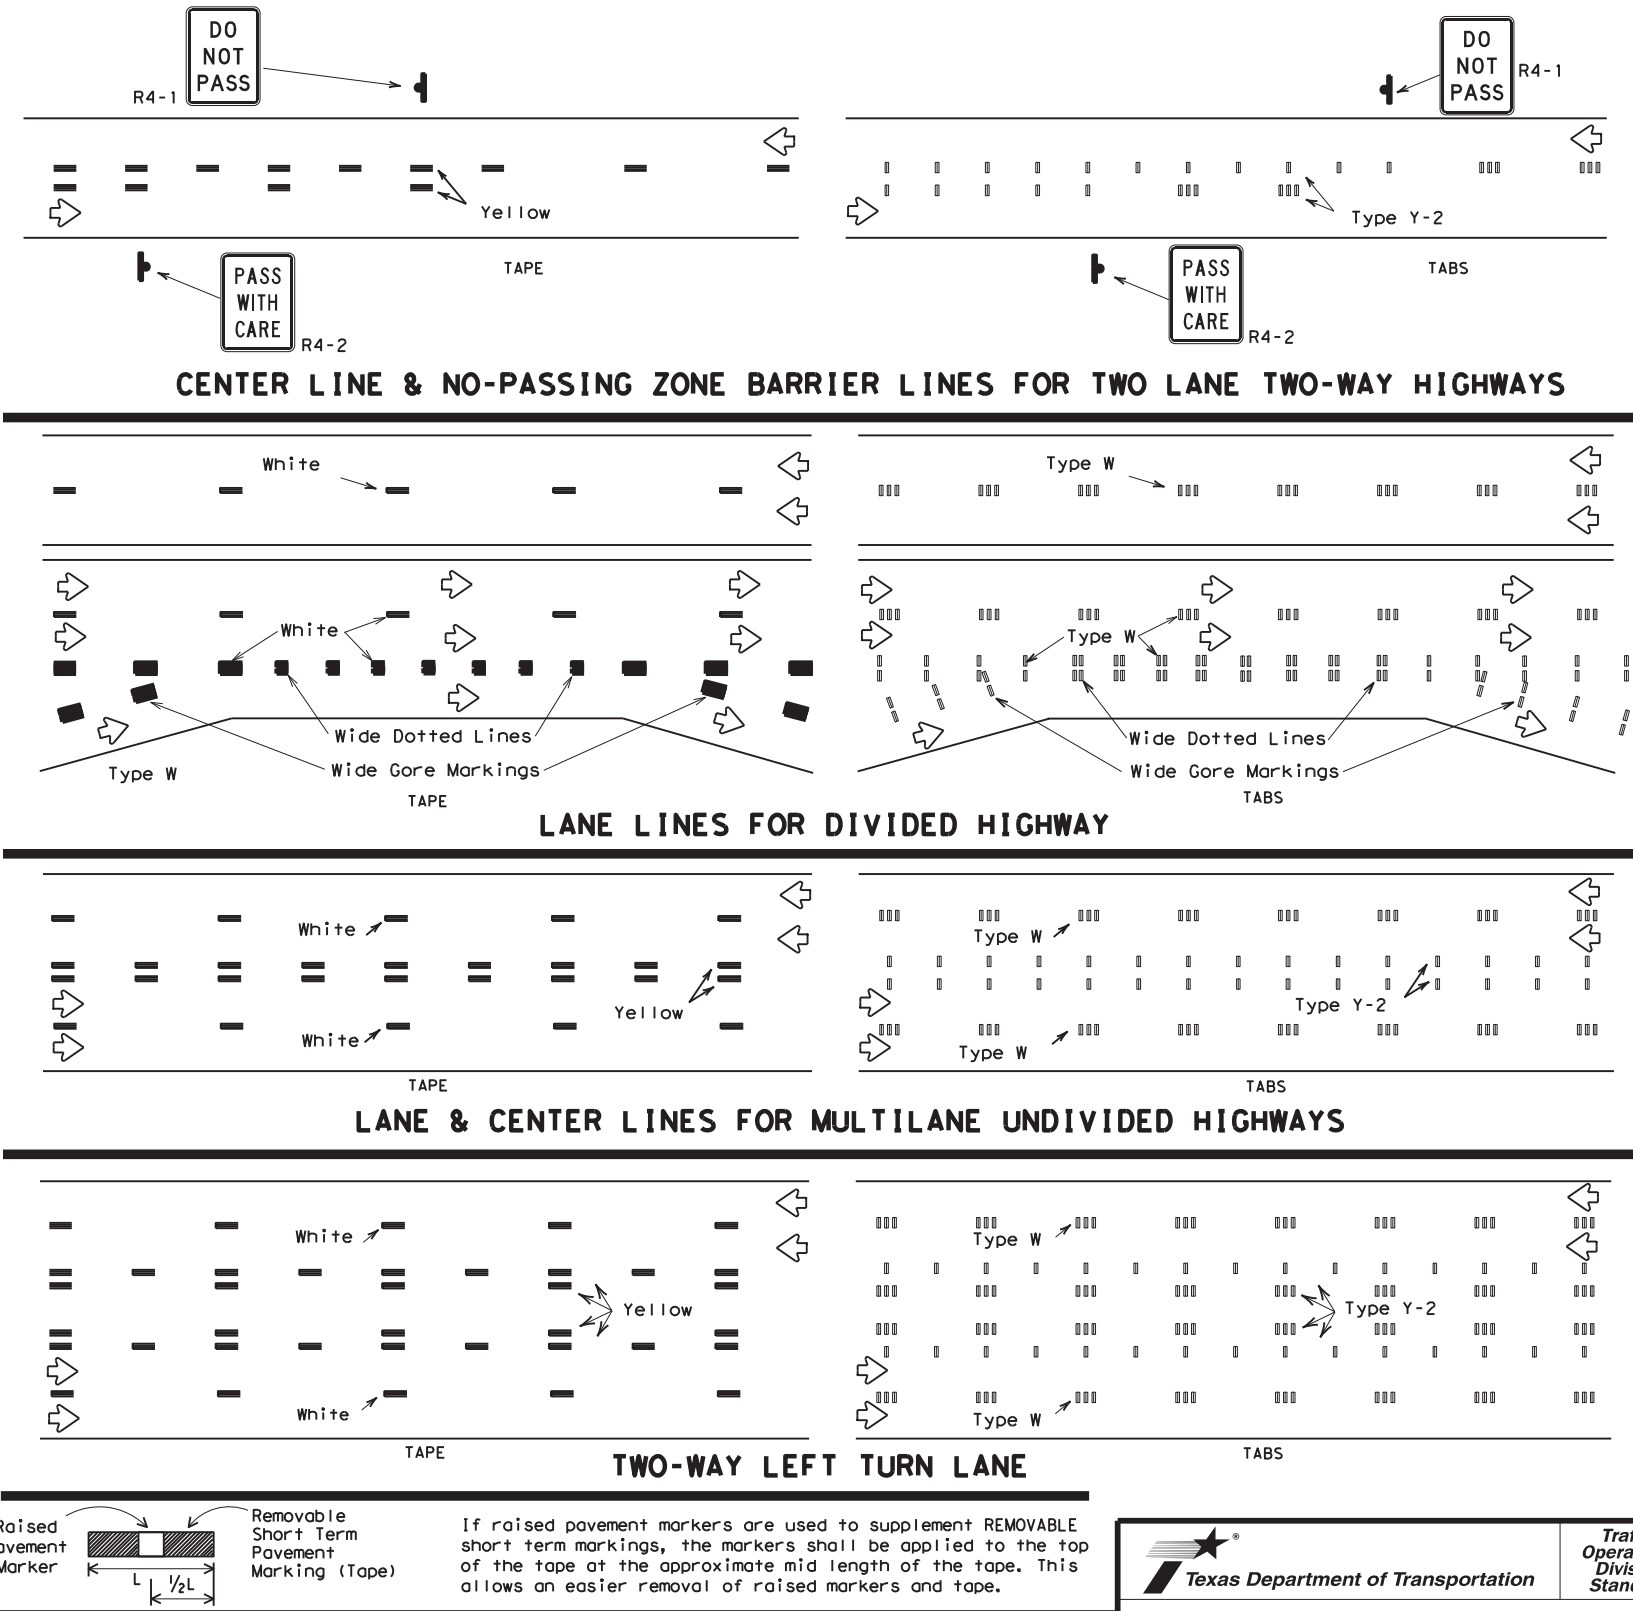 DO
NOT
PASS
R4-1
DO
NOT
PASS
R4-1
Yellow
Type Y-2
TAPE
TABS
PASS
WITH
CARE
R4-2
PASS
WITH
CARE
R4-2
CENTER LINE & NO-PASSING ZONE BARRIER LINES FOR TWO LANE TWO-WAY HIGHWAYS
White
Type W
White
Type W
Wide Dotted Lines
Wide Dotted Lines
Type W
Wide Gore Markings
Wide Gore Markings
TAPE
TABS
LANE LINES FOR DIVIDED HIGHWAY
White
Type W
Yellow
Type Y-2
White
Type W
TAPE
TABS
LANE & CENTER LINES FOR MULTILANE UNDIVIDED HIGHWAYS
White
Type W
Yellow
Type Y-2
White
Type W
TAPE
TABS
TWO-WAY LEFT TURN LANE
Raised
avement
Marker
L
½L
Removable
Short Term
Pavement
Marking (Tape)
If raised pavement markers are used to supplement REMOVABLE
short term markings, the markers shall be applied to the top
of the tape at the approximate mid length of the tape. This
allows an easier removal of raised markers and tape.
®
Texas Department of Transportation
Traf
Opera
Divis
Stand